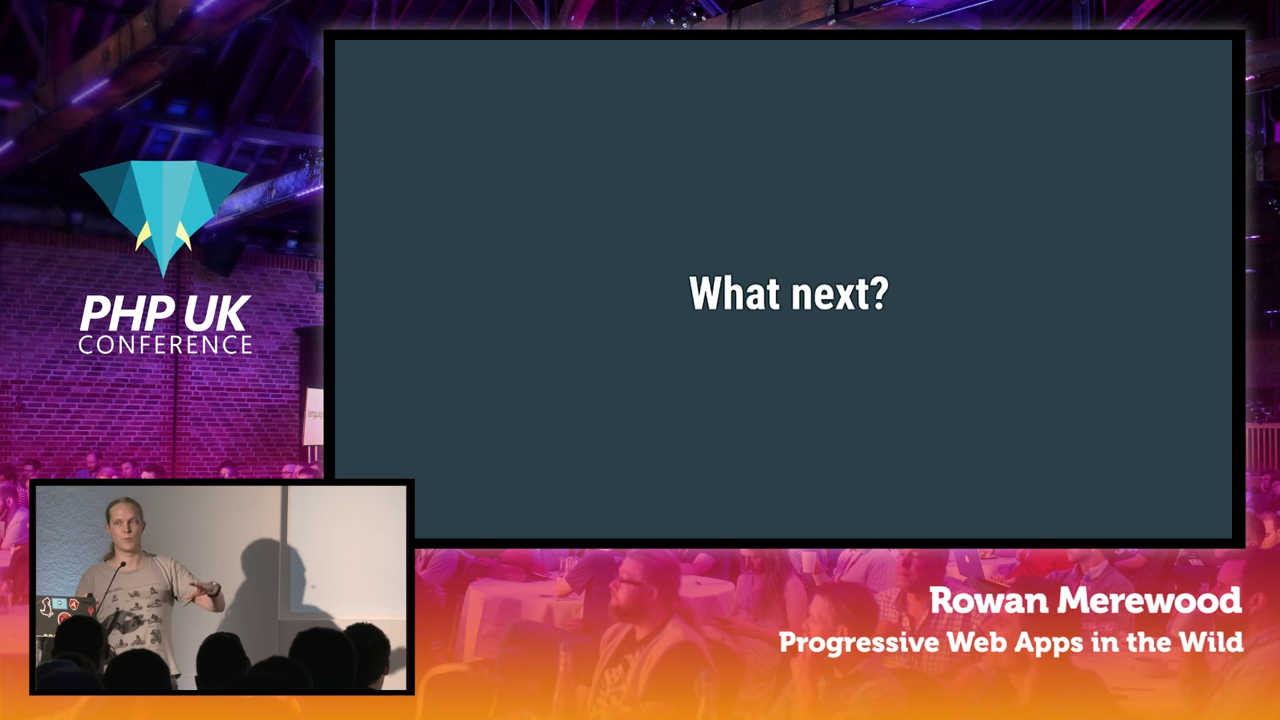 What next?
PHP UK
CONFERENCE
Rowan Merewood
Progressive Web Apps in the Wild